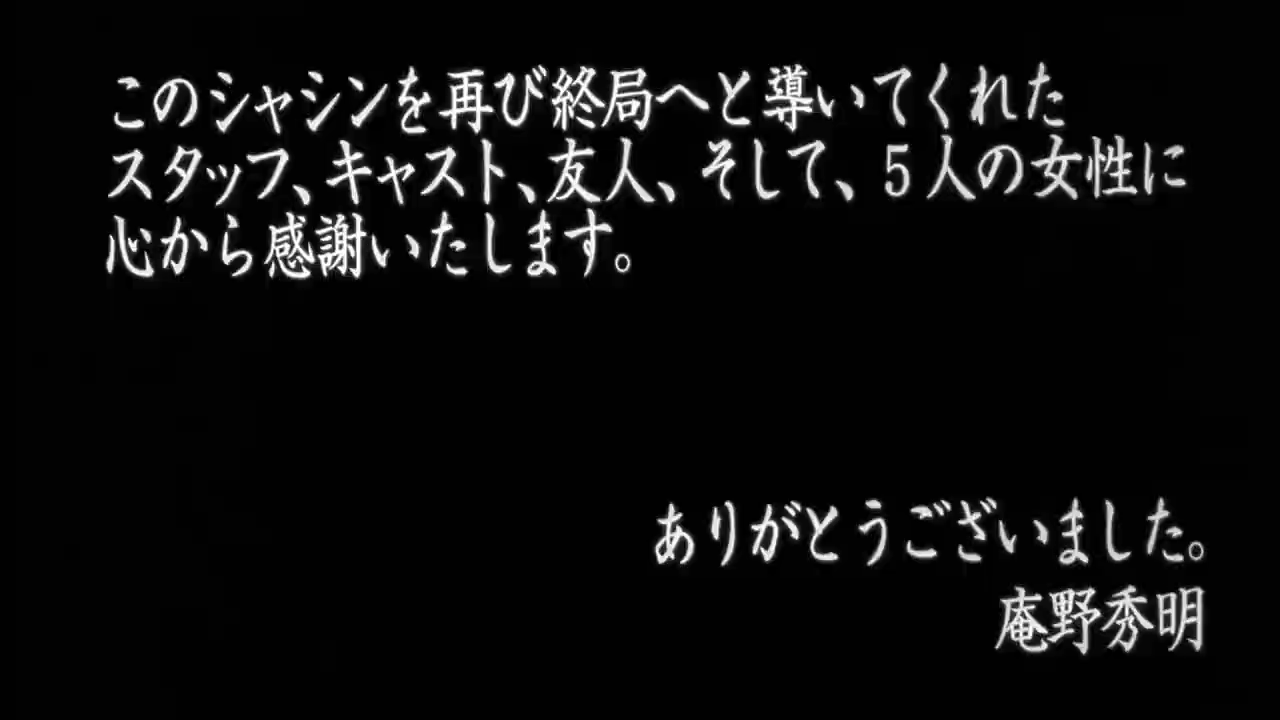 このシャシンを再び終局へと導いてくれた
スタッフ、キャスト、友人、そして、５人の女性に
心から感謝いたします。
ありがとうございました。
庵野秀明